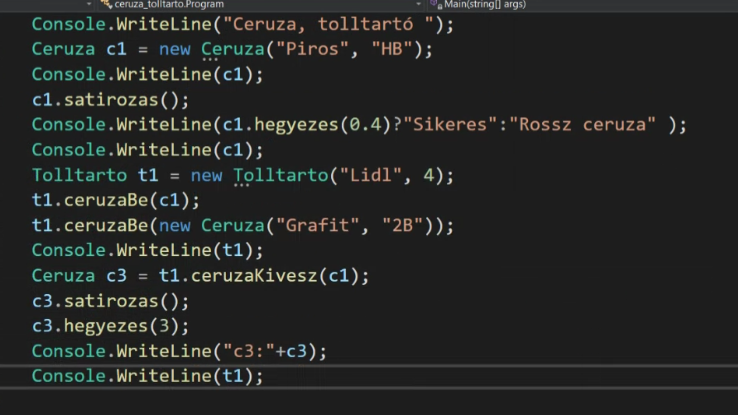 ceruza_tolltarto.Program Main(string[] args)
Console.WriteLine("Ceruza, tolltartó ");
Ceruza c1 = new Ceruza("Piros", "HB");
Console.WriteLine(c1);
c1.satirozas();
Console.WriteLine(c1.hegyezes(0.4)?"Sikeres":"Rossz ceruza" );
Console.WriteLine(c1);
Tolltarto t1 = new Tolltarto("Lidl", 4);
t1.ceruzaBe(c1);
t1.ceruzaBe(new Ceruza("Grafit", "2B"));
Console.WriteLine(t1);
Ceruza c3 = t1.ceruzaKivesz(c1);
c3.satirozas();
c3.hegyezes(3);
Console.WriteLine("c3:"+c3);
Console.WriteLine(t1);